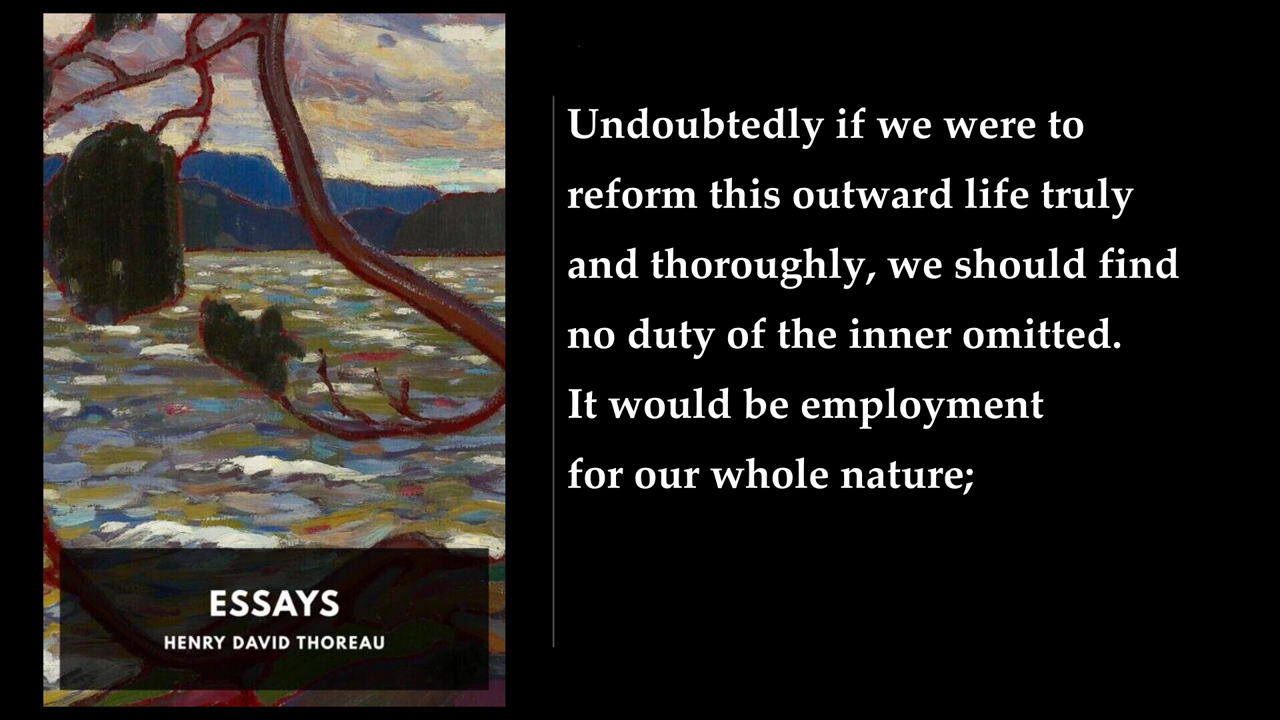 ESSAYS
HENRY DAVID THOREAU
Undoubtedly if we were to
reform this outward life truly
and thoroughly, we should find
no duty of the inner omitted.
It would be employment
for our whole nature;